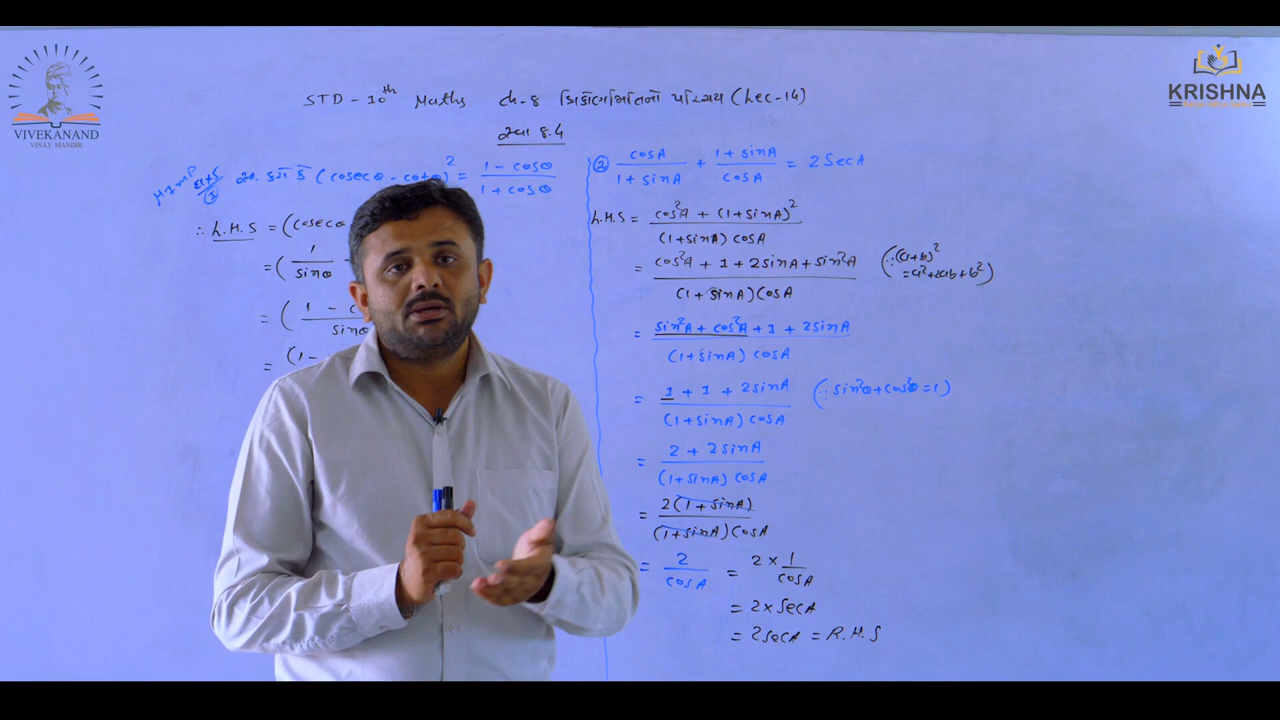 VIVEKANAND
VINAY MANDIR
KRISHNA
STD - 10th Maths Ch-8 ત્રિકોણમિતિનો પરિચય (Lec-14)
સ્વા 8.4
M.IMP
(cosecθ - cotθ)² = (1 - cosθ)/(1 + cosθ)
∴ L.H.S = (cosecθ
= (1/sinθ
= (1 - c/sinθ
= (1-
② cosA/(1+sinA) + (1+sinA)/cosA = 2secA
L.H.S = (cos²A + (1+sinA)²)/((1+sinA) cosA)
= (cos²A + 1 + 2sinA + sin²A)/((1+sinA)cosA) (∵(a+b)² = a²+2ab+b²)
= (sin²A + cos²A + 1 + 2sinA)/((1+sinA) cosA)
= (1 + 1 + 2sinA)/((1+sinA) cosA) (∵ sin²θ+cos²θ=1)
= (2 + 2sinA)/((1+sinA) cosA)
= 2(1+sinA)/((1+sinA)cosA)
= 2/cosA = 2 × 1/cosA
= 2 × secA
= 2secA = R.H.S